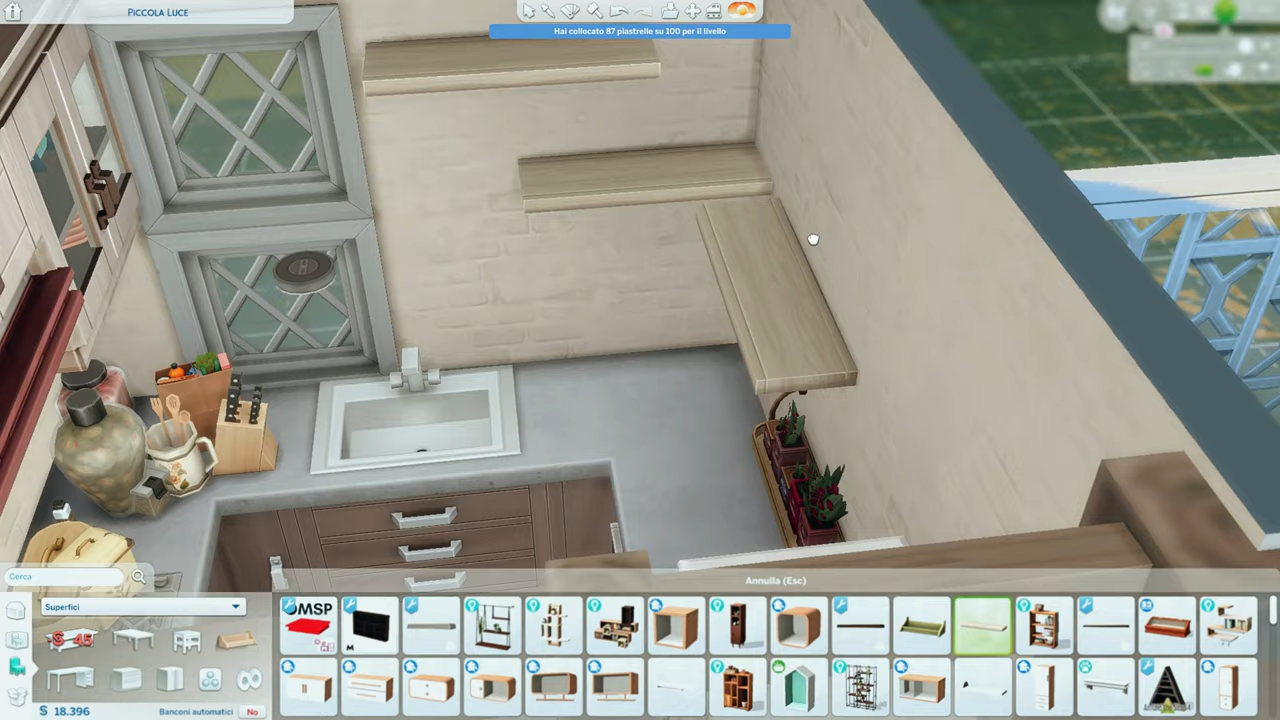 PICCOLA LUCE
Hai collocato 87 piastrelle su 100 per il livello
Annulla (Esc)
Cerca
Superfici
MSP
M
S 45
$ 18.396
Banconi automatici No